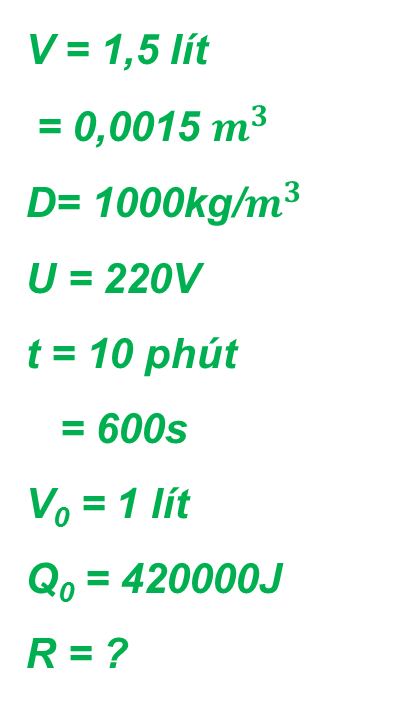 V = 1,5 lít
= 0,0015 m³
D= 1000kg/m³
U = 220V
t = 10 phút
= 600s
V₀ = 1 lít
Q₀ = 420000J
R = ?